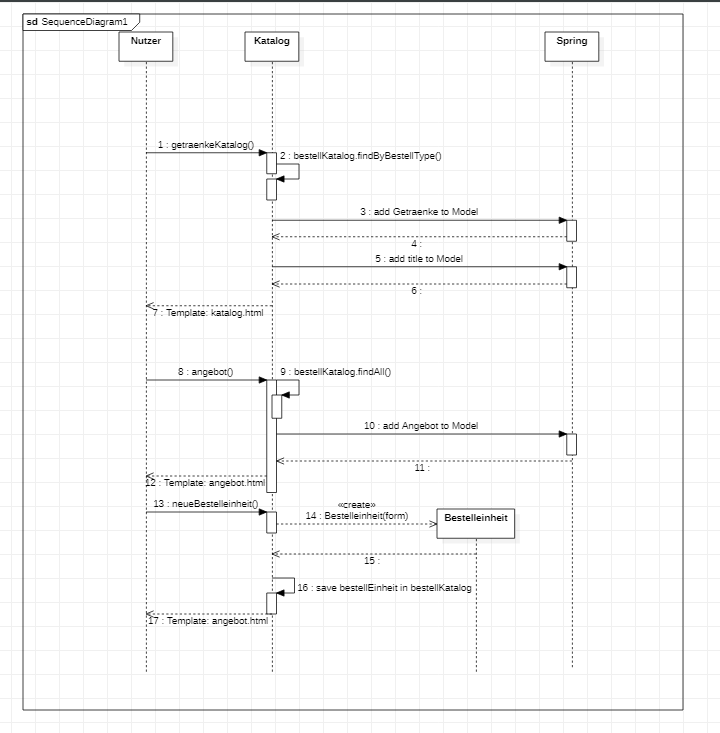 sd SequenceDiagram1
Nutzer
Katalog
Spring
1 : getraenkeKatalog()
2 : bestellKatalog.findByBestellType()
3 : add Getraenke to Model
4 :
5 : add title to Model
6 :
7 : Template: katalog.html
8 : angebot()
9 : bestellKatalog.findAll()
10 : add Angebot to Model
11 :
12 : Template: angebot.html
13 : neueBestelleinheit()
«create»
14 : Bestelleinheit(form)
Bestelleinheit
15 :
16 : save bestellEinheit in bestellKatalog
17 : Template: angebot.html